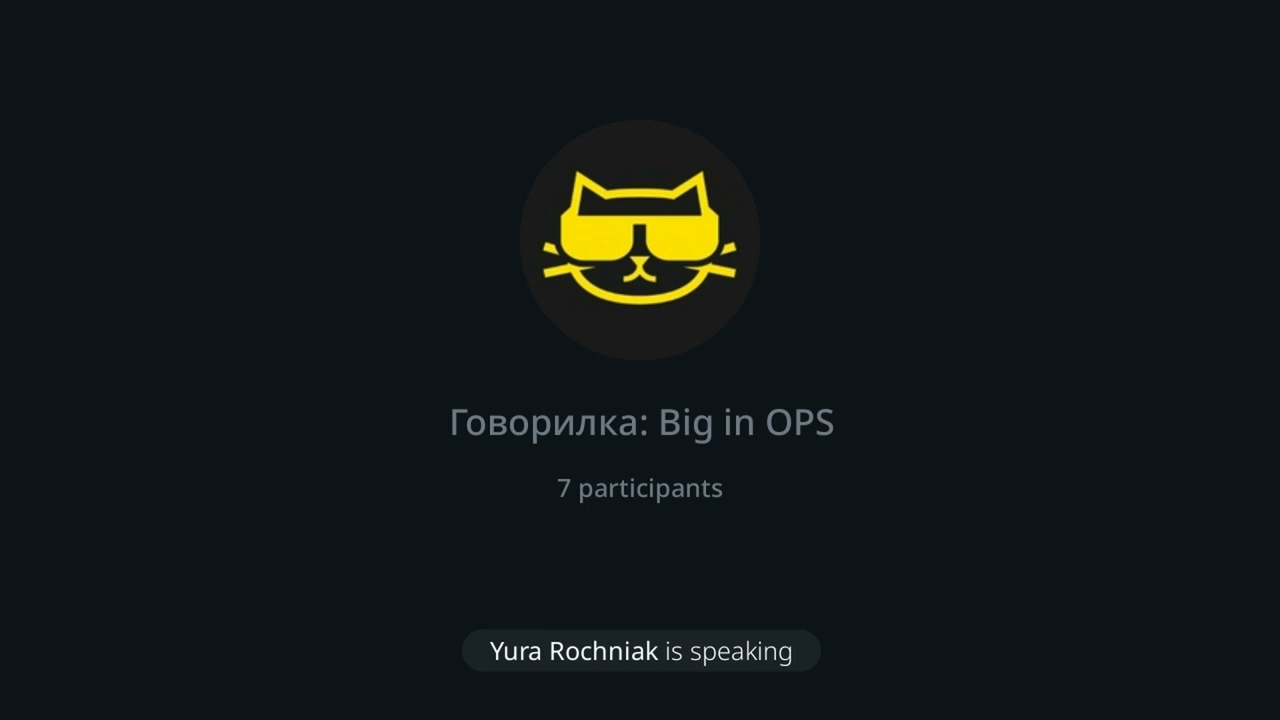 Говорилка: Big in OPS
7 participants
Yura Rochniak is speaking